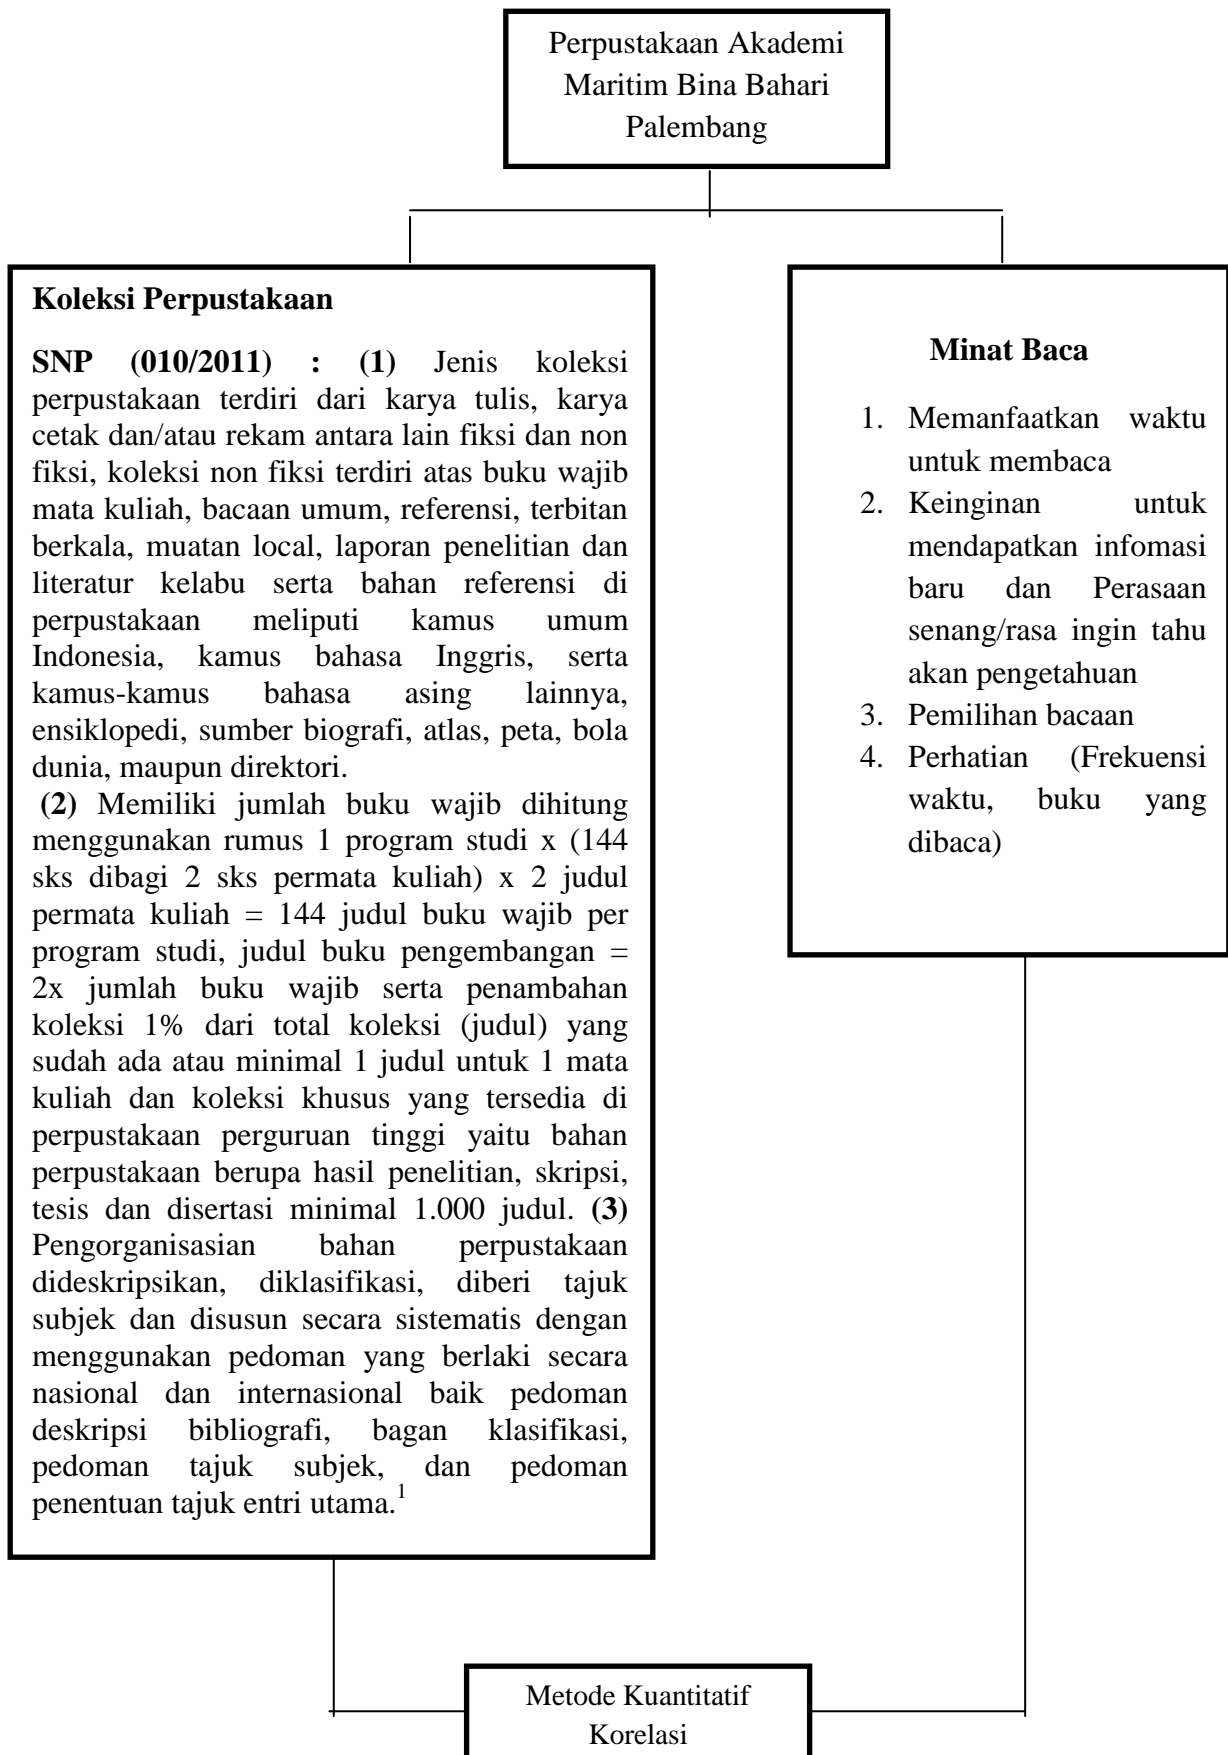 Perpustakaan Akademi
Maritim Bina Bahari
Palembang
Koleksi Perpustakaan
SNP (010/2011) : (1) Jenis koleksi
perpustakaan terdiri dari karya tulis, karya
cetak dan/atau rekam antara lain fiksi dan non
fiksi, koleksi non fiksi terdiri atas buku wajib
mata kuliah, bacaan umum, referensi, terbitan
berkala, muatan local, laporan penelitian dan
literatur kelabu serta bahan referensi di
perpustakaan meliputi kamus umum
Indonesia, kamus bahasa Inggris, serta
kamus-kamus bahasa asing lainnya,
ensiklopedi, sumber biografi, atlas, peta, bola
dunia, maupun direktori.
(2) Memiliki jumlah buku wajib dihitung
menggunakan rumus 1 program studi x (144
sks dibagi 2 sks permata kuliah) x 2 judul
permata kuliah = 144 judul buku wajib per
program studi, judul buku pengembangan =
2x jumlah buku wajib serta penambahan
koleksi 1% dari total koleksi (judul) yang
sudah ada atau minimal 1 judul untuk 1 mata
kuliah dan koleksi khusus yang tersedia di
perpustakaan perguruan tinggi yaitu bahan
perpustakaan berupa hasil penelitian, skripsi,
tesis dan disertasi minimal 1.000 judul. (3)
Pengorganisasian bahan perpustakaan
dideskripsikan, diklasifikasi, diberi tajuk
subjek dan disusun secara sistematis dengan
menggunakan pedoman yang berlaki secara
nasional dan internasional baik pedoman
deskripsi bibliografi, bagan klasifikasi,
pedoman tajuk subjek, dan pedoman
penentuan tajuk entri utama.1
Minat Baca
1. Memanfaatkan waktu
untuk membaca
2. Keinginan untuk
mendapatkan infomasi
baru dan Perasaan
senang/rasa ingin tahu
akan pengetahuan
3. Pemilihan bacaan
4. Perhatian (Frekuensi
waktu, buku yang
dibaca)
Metode Kuantitatif
Korelasi